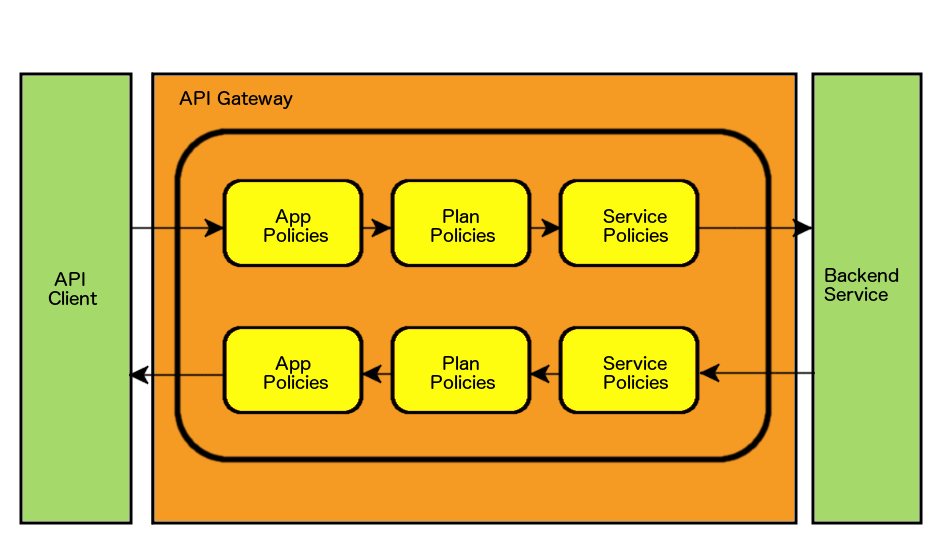 API Gateway
App
Policies
Plan
Policies
Service
Policies
API
Client
Backend
Service
App
Policies
Plan
Policies
Service
Policies